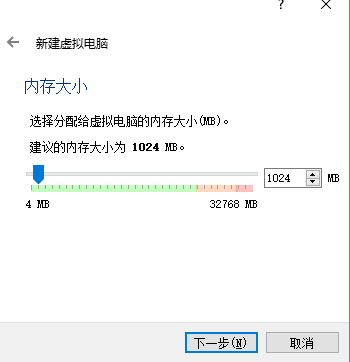 ?
新建虚拟电脑
内存大小
选择分配给虚拟电脑的内存大小(MB)。
建议的内存大小为 1024 MB。
1024 MB
4 MB 32768 MB
下一步(N) 取消